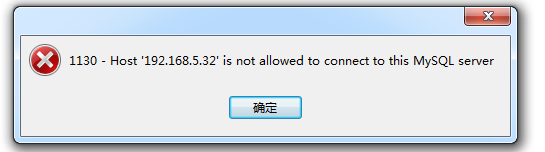 1130 - Host '192.168.5.32' is not allowed to connect to this MySQL server
确定